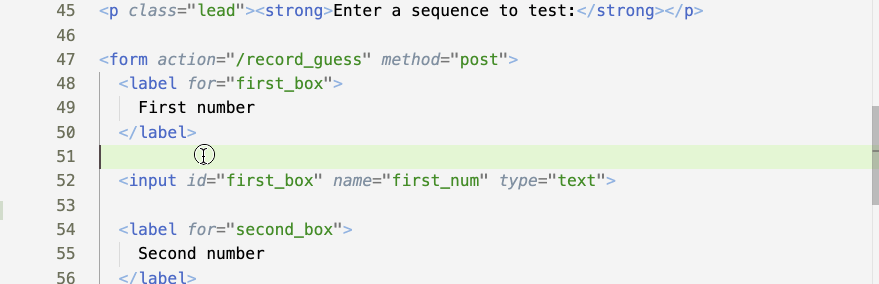 45 <p class="lead"><strong>Enter a sequence to test:</strong></p>
46
47 <form action="/record_guess" method="post">
48 <label for="first_box">
49 First number
50 </label>
51
52 <input id="first_box" name="first_num" type="text">
53
54 <label for="second_box">
55 Second number
56 </label>